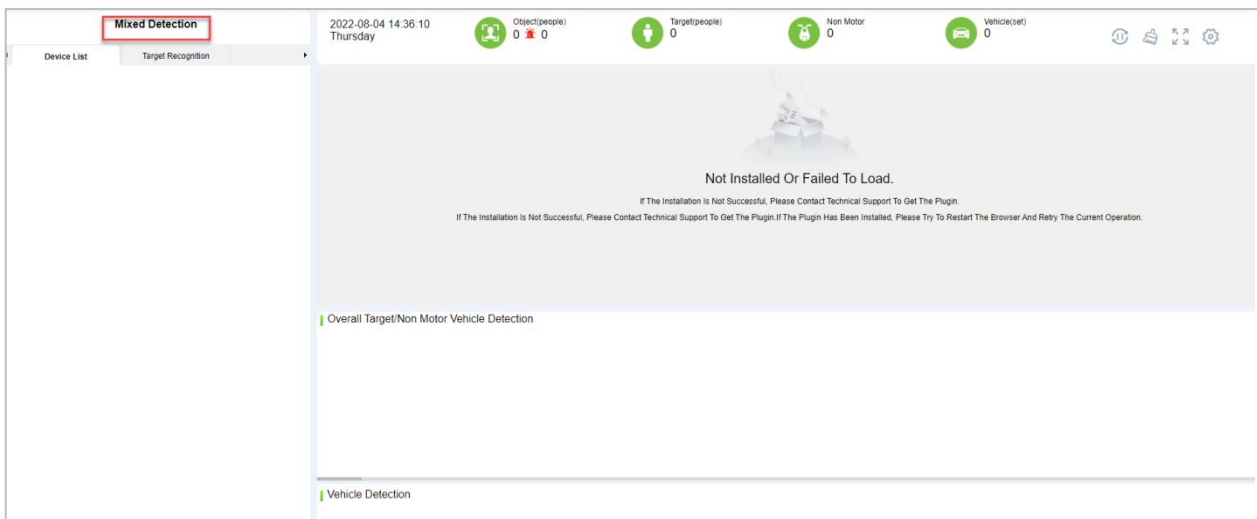 Mixed Detection
Device List
Target Recognition
2022-08-04 14:36:10
Thursday
Object(people)
0 0
Target(people)
0
Non Motor
0
Vehicle(set)
0
Not Installed Or Failed To Load.
If The Installation Is Not Successful, Please Contact Technical Support To Get The Plugin.
If The Installation Is Not Successful, Please Contact Technical Support To Get The Plugin.If The Plugin Has Been Installed, Please Try To Restart The Browser And Retry The Current Operation.
Overall Target/Non Motor Vehicle Detection
Vehicle Detection